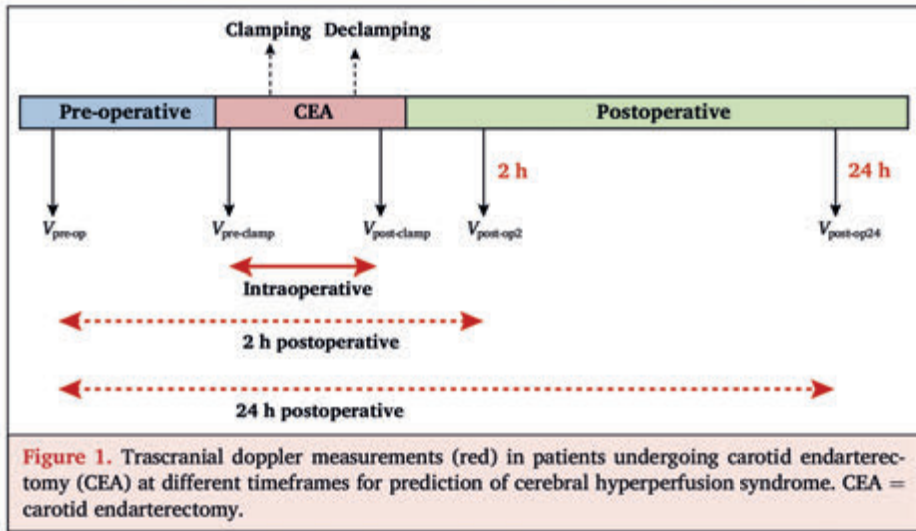 Clamping Declamping
Pre-operative CEA Postoperative
2 h 24 h
Vpre-op Vpre-clamp Vpost-clamp Vpost-op2 Vpost-op24
Intraoperative
2 h postoperative
24 h postoperative
Figure 1. Trascranial doppler measurements (red) in patients undergoing carotid endarterec-
tomy (CEA) at different timeframes for prediction of cerebral hyperperfusion syndrome. CEA =
carotid endarterectomy.